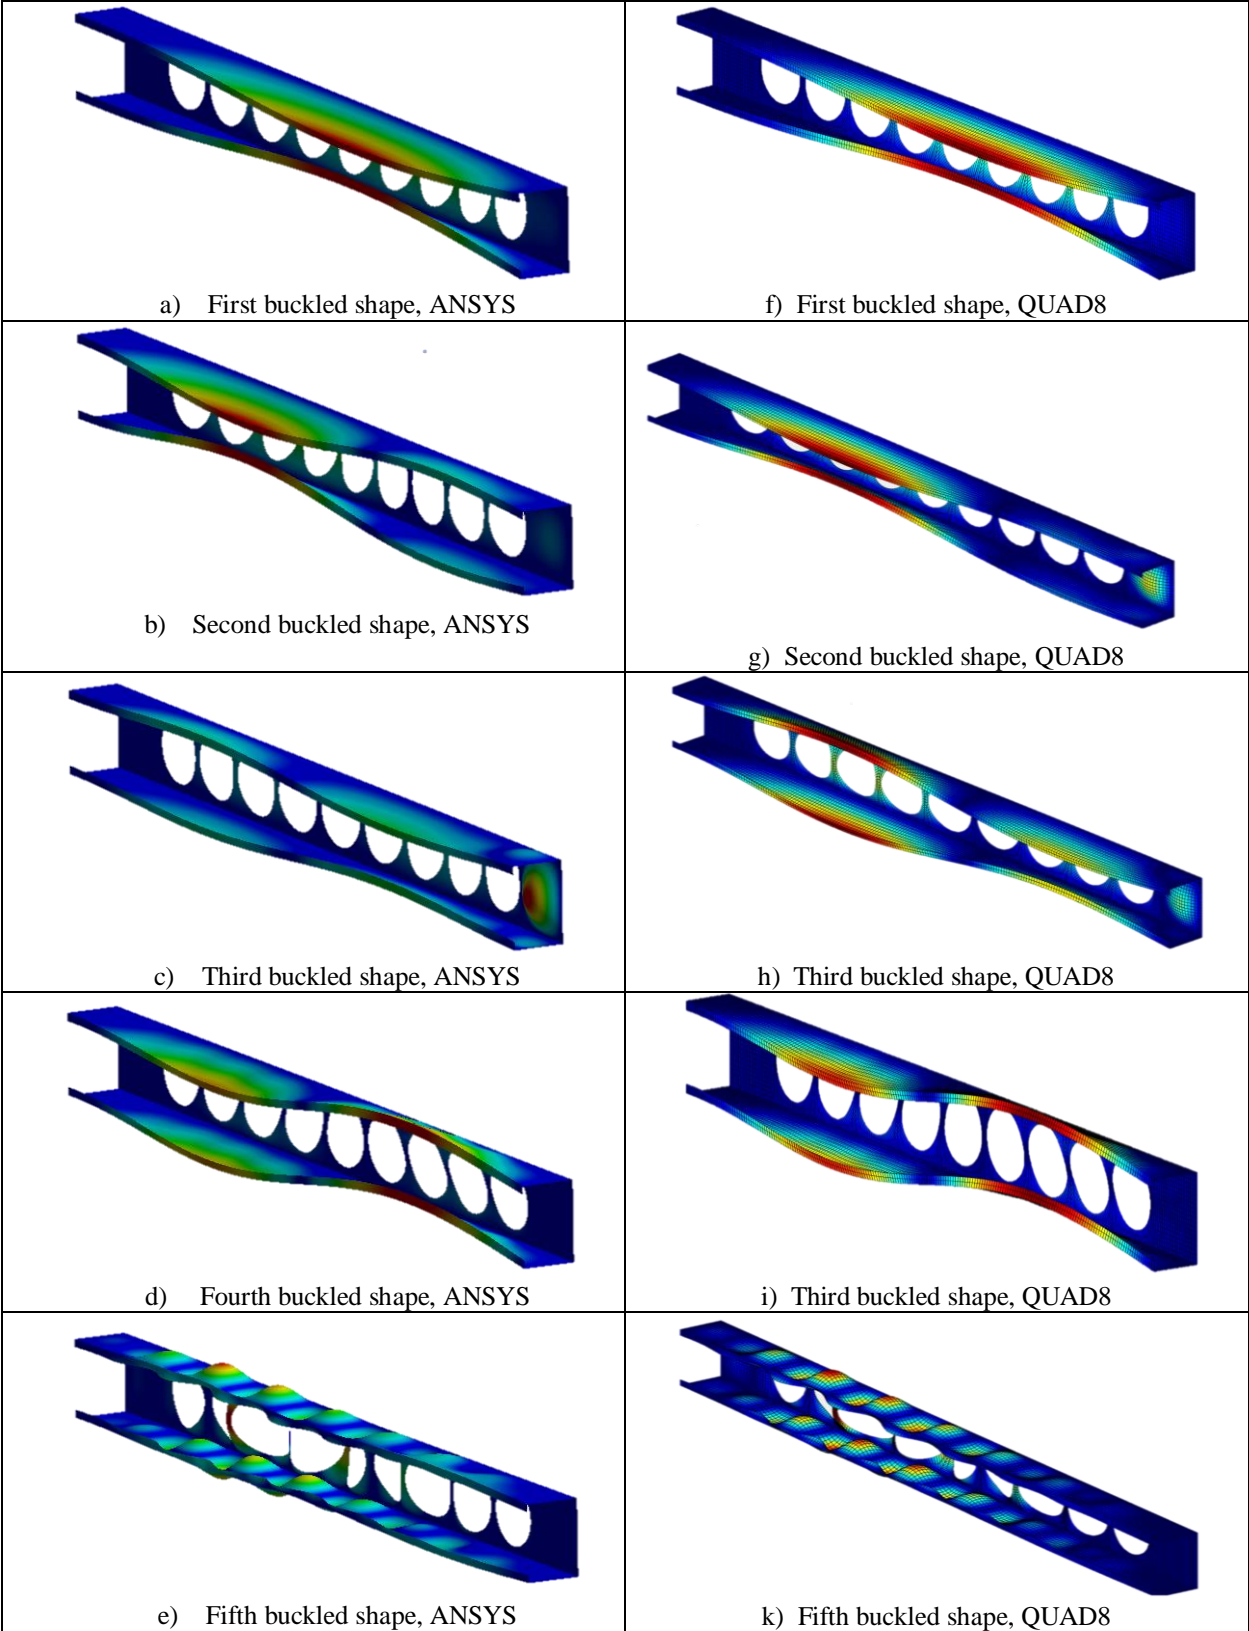 a) First buckled shape, ANSYS
f) First buckled shape, QUAD8
b) Second buckled shape, ANSYS
g) Second buckled shape, QUAD8
c) Third buckled shape, ANSYS
h) Third buckled shape, QUAD8
d) Fourth buckled shape, ANSYS
i) Third buckled shape, QUAD8
e) Fifth buckled shape, ANSYS
k) Fifth buckled shape, QUAD8